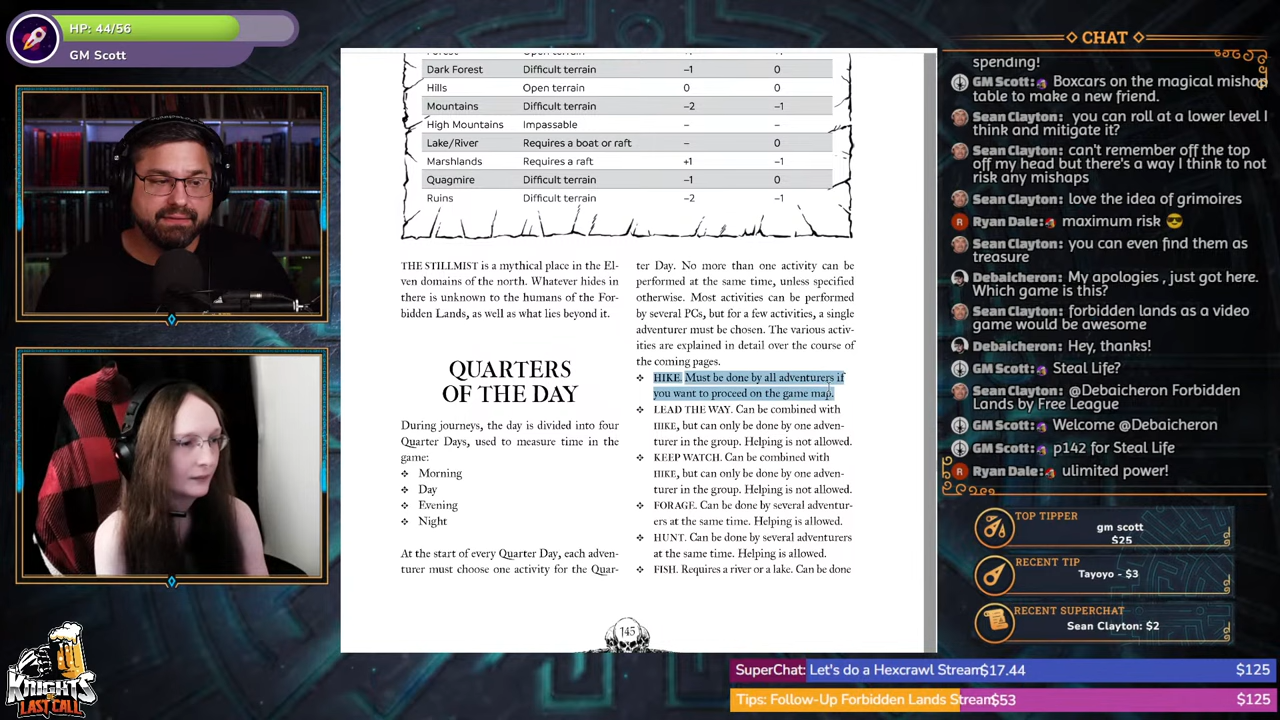 HP: 44/56
GM Scott
Dark Forest Difficult terrain –1 0
Hills Open terrain 0 0
Mountains Difficult terrain –2 –1
High Mountains Impassable – –
Lake/River Requires a boat or raft – 0
Marshlands Requires a raft +1 –1
Quagmire Difficult terrain –1 0
Ruins Difficult terrain –2 –1
THE STILLMIST is a mythical place in the El-
ven domains of the north. Whatever hides in
there is unknown to the humans of the For-
bidden Lands, as well as what lies beyond it.
QUARTERS
OF THE DAY
During journeys, the day is divided into four
Quarter Days, used to measure time in the
game:
❖ Morning
❖ Day
❖ Evening
❖ Night
At the start of every Quarter Day, each adven-
turer must choose one activity for the Quar-
ter Day. No more than one activity can be
performed at the same time, unless specified
otherwise. Most activities can be performed
by several PCs, but for a few activities, a single
adventurer must be chosen. The various activ-
ities are explained in detail over the course of
the coming pages.
❖ HIKE. Must be done by all adventurers if
you want to proceed on the game map.
❖ LEAD THE WAY. Can be combined with
HIKE, but can only be done by one adven-
turer in the group. Helping is not allowed.
❖ KEEP WATCH. Can be combined with
HIKE, but can only be done by one adven-
turer in the group. Helping is not allowed.
❖ FORAGE. Can be done by several adventur-
ers at the same time. Helping is allowed.
❖ HUNT. Can be done by several adventurers
at the same time. Helping is allowed.
❖ FISH. Requires a river or a lake. Can be done
145
CHAT
spending!
GM Scott: Boxcars on the magical mishap
table to make a new friend.
Sean Clayton: you can roll at a lower level I
think and mitigate it?
Sean Clayton: can't remember off the top
off my head but there's a way I think to not
risk any mishaps
Sean Clayton: love the idea of grimoires
R Ryan Dale: maximum risk 😎
Sean Clayton: you can even find them as
treasure
Debaicheron: My apologies , just got here.
Which game is this?
Sean Clayton: forbidden lands as a video
game would be awesome
Debaicheron: Hey, thanks!
GM Scott: Steal Life?
Sean Clayton: @Debaicheron Forbidden
Lands by Free League
GM Scott: Welcome @Debaicheron
GM Scott: p142 for Steal Life
R Ryan Dale: ulimited power!
TOP TIPPER
gm scott
$25
RECENT TIP
Tayoyo - $3
RECENT SUPERCHAT
Sean Clayton: $2
SuperChat: Let's do a Hexcrawl Stream $17.44 $125
Tips: Follow-Up Forbidden Lands Stream $53 $125
KNIGHTS
OF
LAST CALL